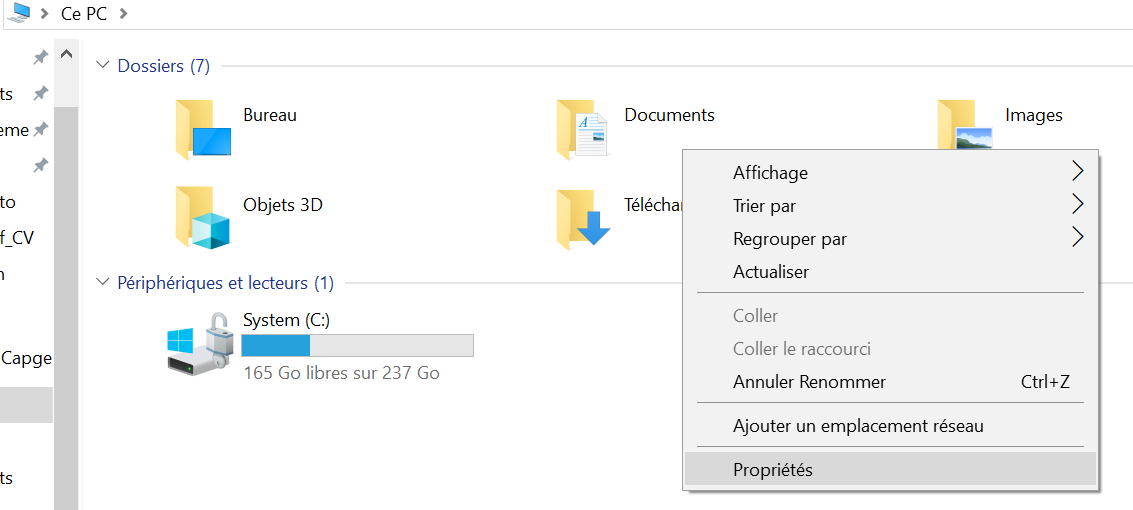 Ce PC
Dossiers (7)
Bureau
Documents
Images
Objets 3D
Téléchar
Périphériques et lecteurs (1)
System (C:)
165 Go libres sur 237 Go
ts
eme
to
f_CV
n
Capge
ts
Affichage
Trier par
Regrouper par
Actualiser
Coller
Coller le raccourci
Annuler Renommer Ctrl+Z
Ajouter un emplacement réseau
Propriétés